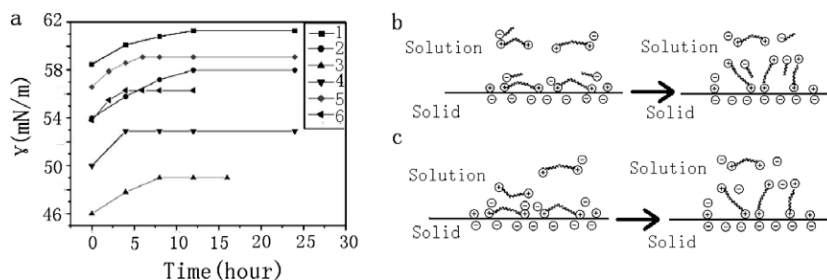 a
γ(mN/m)
62
58
54
50
46
0
5
10
15
20
25
30
Time(hour)
1
2
3
4
5
6
b
Solution
Solid
Solution
Solid
c
Solution
Solid
Solution
Solid